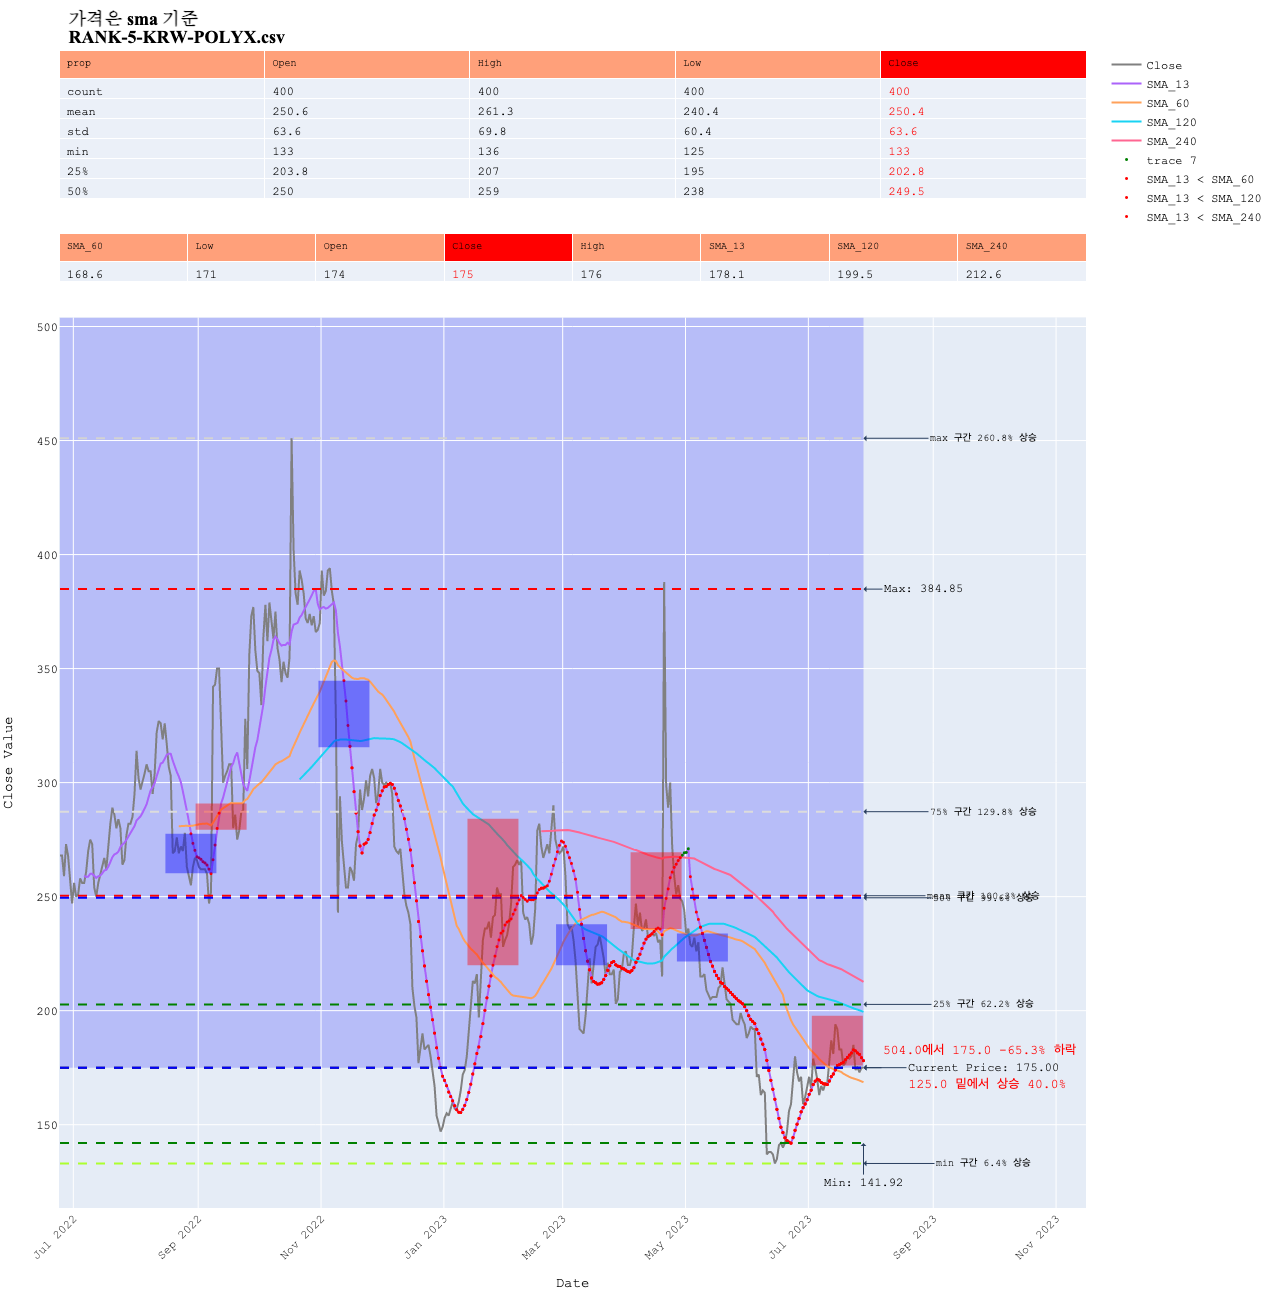 가격은 sma 기준
RANK-5-KRW-POLYX.csv
prop Open High Low Close
count 400 400 400 400
mean 250.6 261.3 240.4 250.4
std 63.6 69.8 60.4 63.6
min 133 136 125 133
25% 203.8 207 195 202.8
50% 250 259 238 249.5
SMA_60 Low Open Close High SMA_13 SMA_120 SMA_240
168.6 171 174 175 176 178.1 199.5 212.6
Close
SMA_13
SMA_60
SMA_120
SMA_240
trace 7
SMA_13 < SMA_60
SMA_13 < SMA_120
SMA_13 < SMA_240
Close Value
500
450
400
350
300
250
200
150
max 구간 260.8% 상승
Max: 384.85
75% 구간 129.8% 상승
25% 구간 62.2% 상승
504.0에서 175.0 -65.3% 하락
Current Price: 175.00
125.0 밑에서 상승 40.0%
min 구간 6.4% 상승
Min: 141.92
Jul 2022
Sep 2022
Nov 2022
Jan 2023
Mar 2023
May 2023
Jul 2023
Sep 2023
Nov 2023
Date